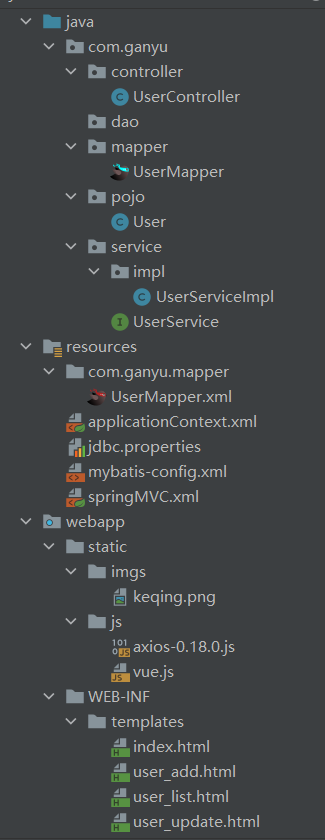 java
com.ganyu
controller
UserController
dao
mapper
UserMapper
pojo
User
service
impl
UserServiceImpl
UserService
resources
com.ganyu.mapper
UserMapper.xml
applicationContext.xml
jdbc.properties
mybatis-config.xml
springMVC.xml
webapp
static
imgs
keqing.png
js
axios-0.18.0.js
vue.js
WEB-INF
templates
index.html
user_add.html
user_list.html
user_update.html